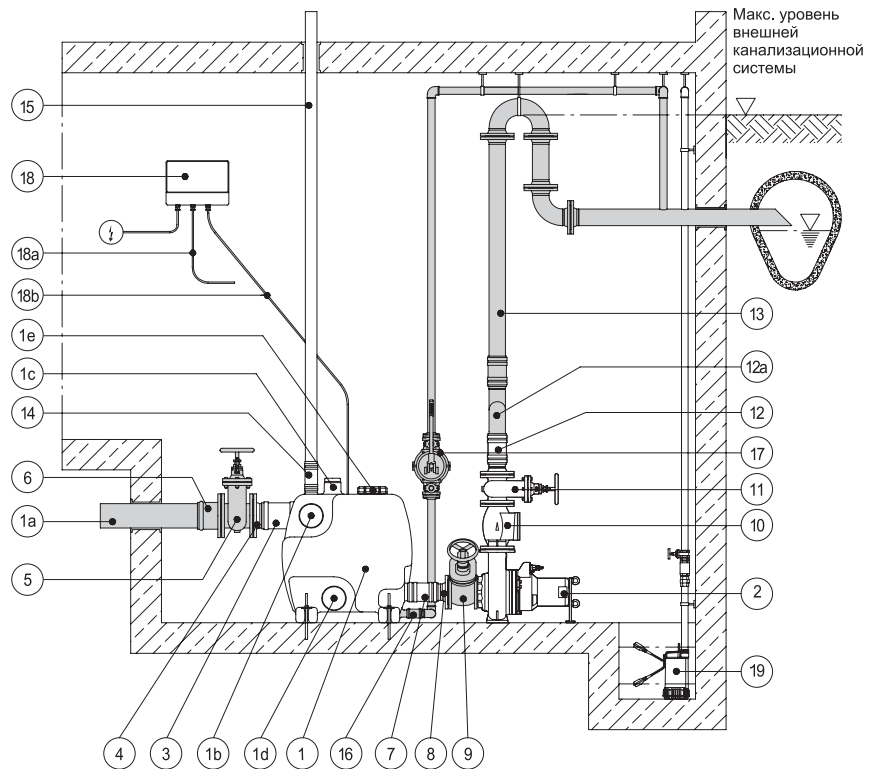 Макс. уровень
внешней
канализационной
системы
15
18
18a
18b
1e
1c
14
6
1a
5
13
12a
12
17
11
10
2
19
4
3
1b
1d
1
16
7
8
9